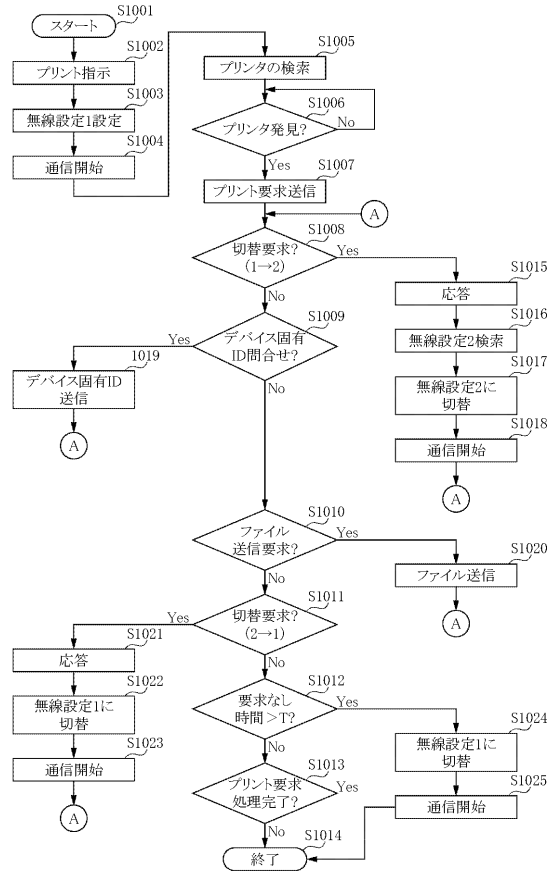 スタート
S1001
プリント指示
S1002
無線設定1設定
S1003
通信開始
S1004
プリンタの検索
S1005
プリンタ発見?
S1006
No
Yes
プリント要求送信
S1007
A
切替要求?
(1→2)
S1008
Yes
No
応答
S1015
無線設定2検索
S1016
無線設定2に
切替
S1017
通信開始
S1018
A
デバイス固有
ID問合せ?
S1009
Yes
No
デバイス固有ID
送信
1019
A
ファイル
送信要求?
S1010
Yes
No
ファイル送信
S1020
A
切替要求?
(2→1)
S1011
Yes
No
応答
S1021
無線設定1に
切替
S1022
通信開始
S1023
A
要求なし
時間>T?
S1012
Yes
No
無線設定1に
切替
S1024
通信開始
S1025
プリント要求
処理完了?
S1013
Yes
No
終了
S1014